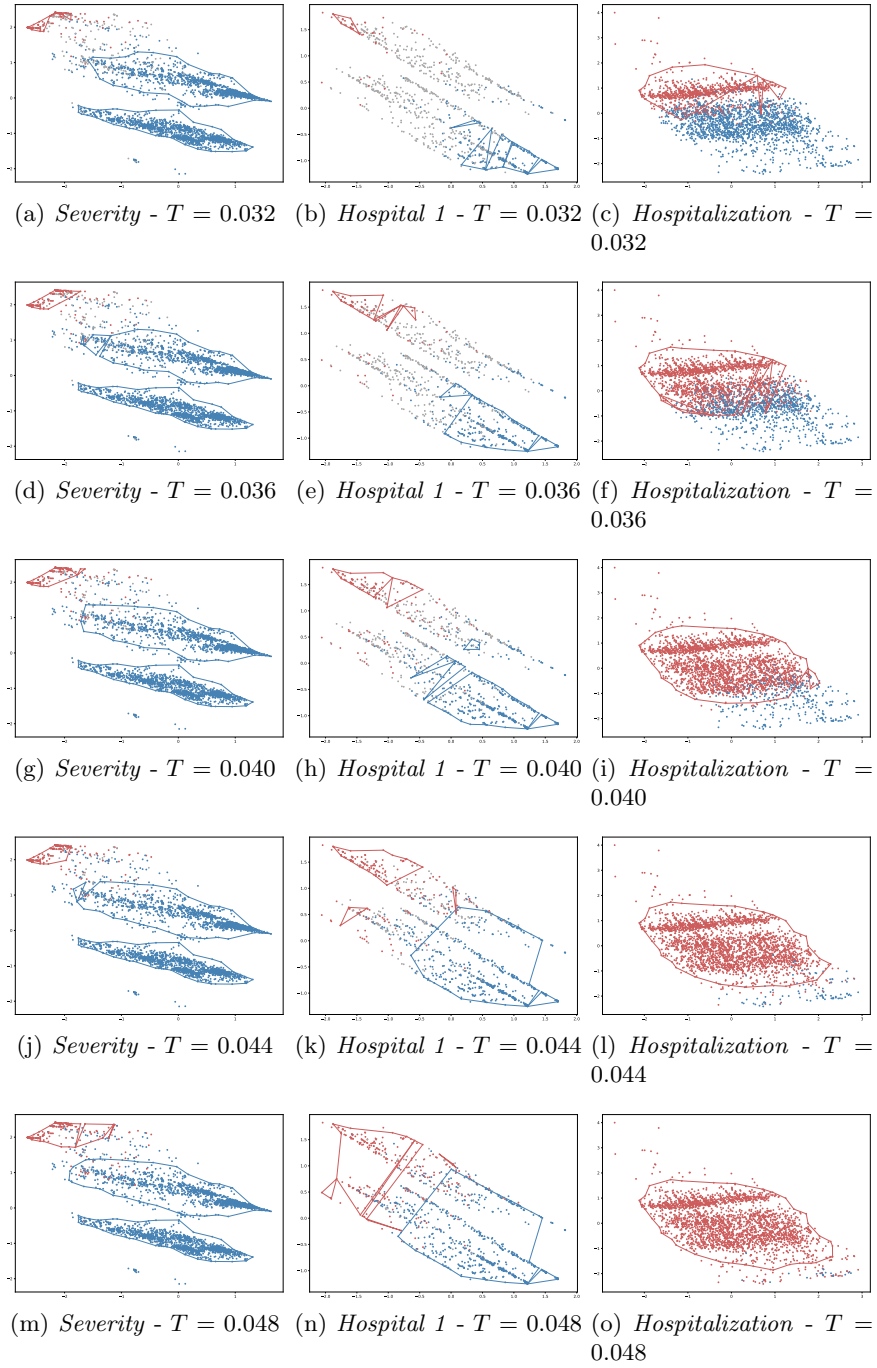 (a) Severity - T = 0.032 (b) Hospital 1 - T = 0.032 (c) Hospitalization - T =
0.032
(d) Severity - T = 0.036 (e) Hospital 1 - T = 0.036 (f) Hospitalization - T =
0.036
(g) Severity - T = 0.040 (h) Hospital 1 - T = 0.040 (i) Hospitalization - T =
0.040
(j) Severity - T = 0.044 (k) Hospital 1 - T = 0.044 (l) Hospitalization - T =
0.044
(m) Severity - T = 0.048 (n) Hospital 1 - T = 0.048 (o) Hospitalization - T =
0.048